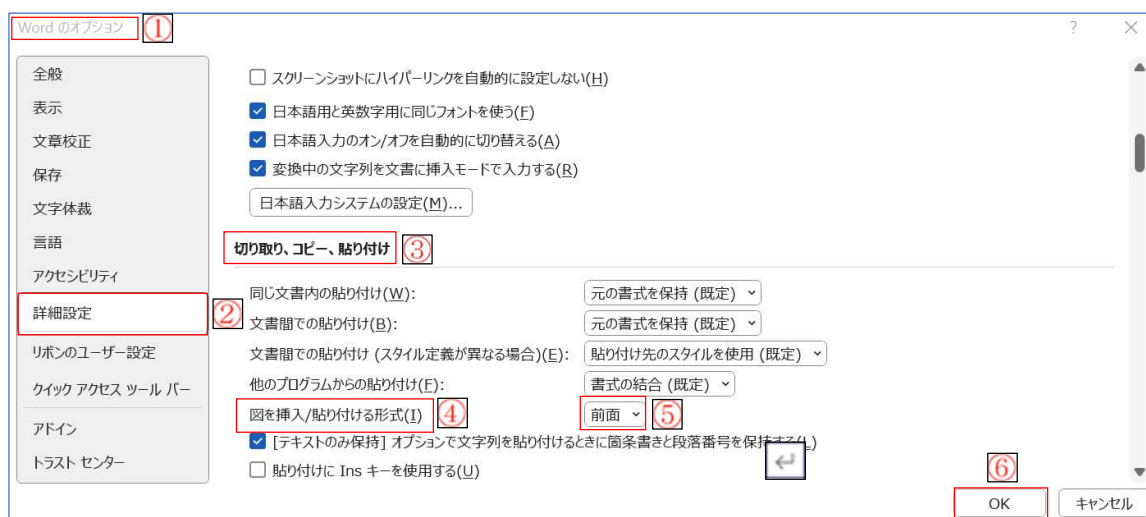 Word のオプション ①
? ×
全般
表示
文章校正
保存
文字体裁
言語
アクセシビリティ
詳細設定 ②
リボンのユーザー設定
クイック アクセス ツール バー
アドイン
トラスト センター
スクリーンショットにハイパーリンクを自動的に設定しない(H)
日本語用と英数字用に同じフォントを使う(F)
日本語入力のオン/オフを自動的に切り替える(A)
変換中の文字列を文書に挿入モードで入力する(R)
日本語入力システムの設定(M)...
切り取り、コピー、貼り付け ③
同じ文書内の貼り付け(W): 元の書式を保持 (既定)
文書間での貼り付け(B): 元の書式を保持 (既定)
文書間での貼り付け (スタイル定義が異なる場合)(E): 貼り付け先のスタイルを使用 (既定)
他のプログラムからの貼り付け(F): 書式の結合 (既定)
図を挿入/貼り付ける形式(I) ④ 前面 ⑤
[テキストのみ保持] オプションで文字列を貼り付けるときに箇条書きと段落番号を保持する(L)
貼り付けに Ins キーを使用する(U)
⑥
OK キャンセル